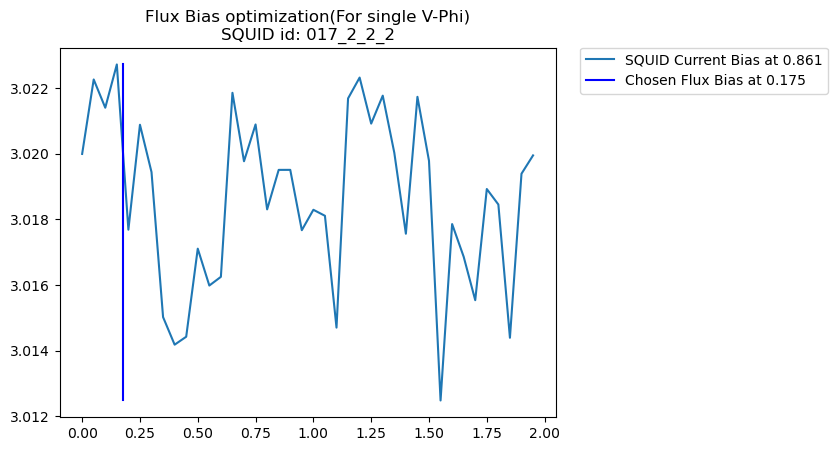 Flux Bias optimization(For single V-Phi)
SQUID id: 017_2_2_2
SQUID Current Bias at 0.861
Chosen Flux Bias at 0.175
3.022
3.020
3.018
3.016
3.014
3.012
0.00 0.25 0.50 0.75 1.00 1.25 1.50 1.75 2.00